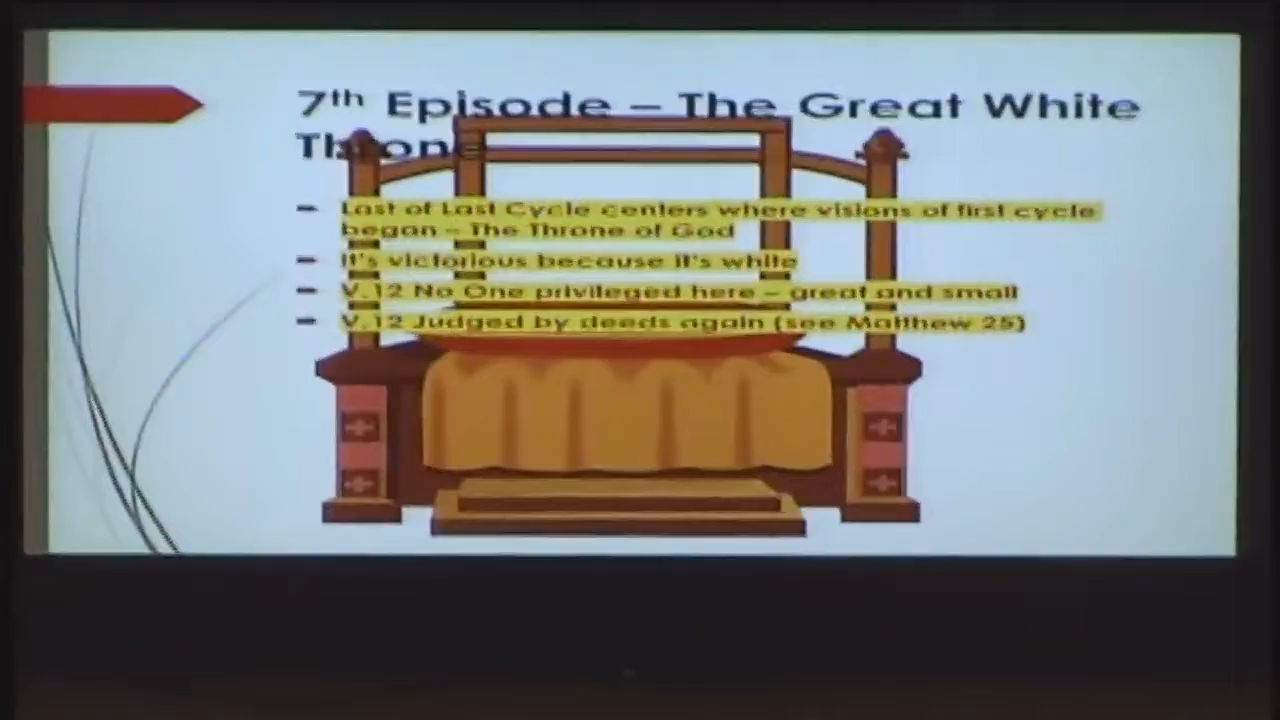 7th Episode – The Great White
Throne
Last of Last Cycle centers where visions of first cycle
began – The Throne of God
It's victorious because it's white
V.12 No One privileged here – great and small
V.12 Judged by deeds again (see Matthew 25)